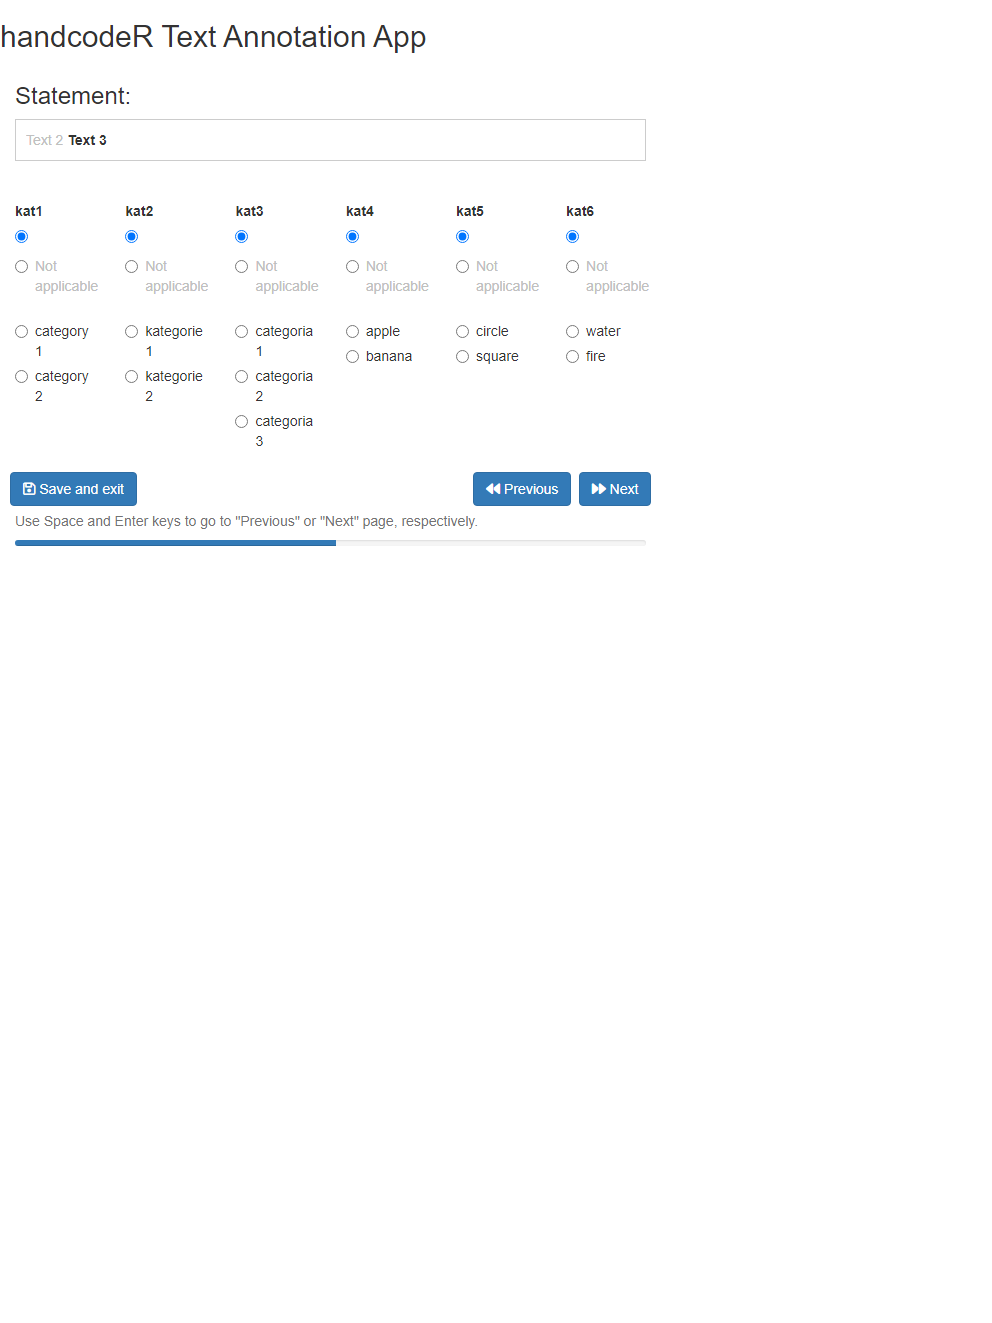 handcodeR Text Annotation App
Statement:
Text 2 Text 3
kat1 kat2 kat3 kat4 kat5 kat6
Not Not Not Not Not Not
applicable applicable applicable applicable applicable applicable
category kategorie categoria apple circle water
1 1 1
banana square fire
category kategorie categoria
2 2 2
categoria
3
Save and exit Previous Next
Use Space and Enter keys to go to "Previous" or "Next" page, respectively.